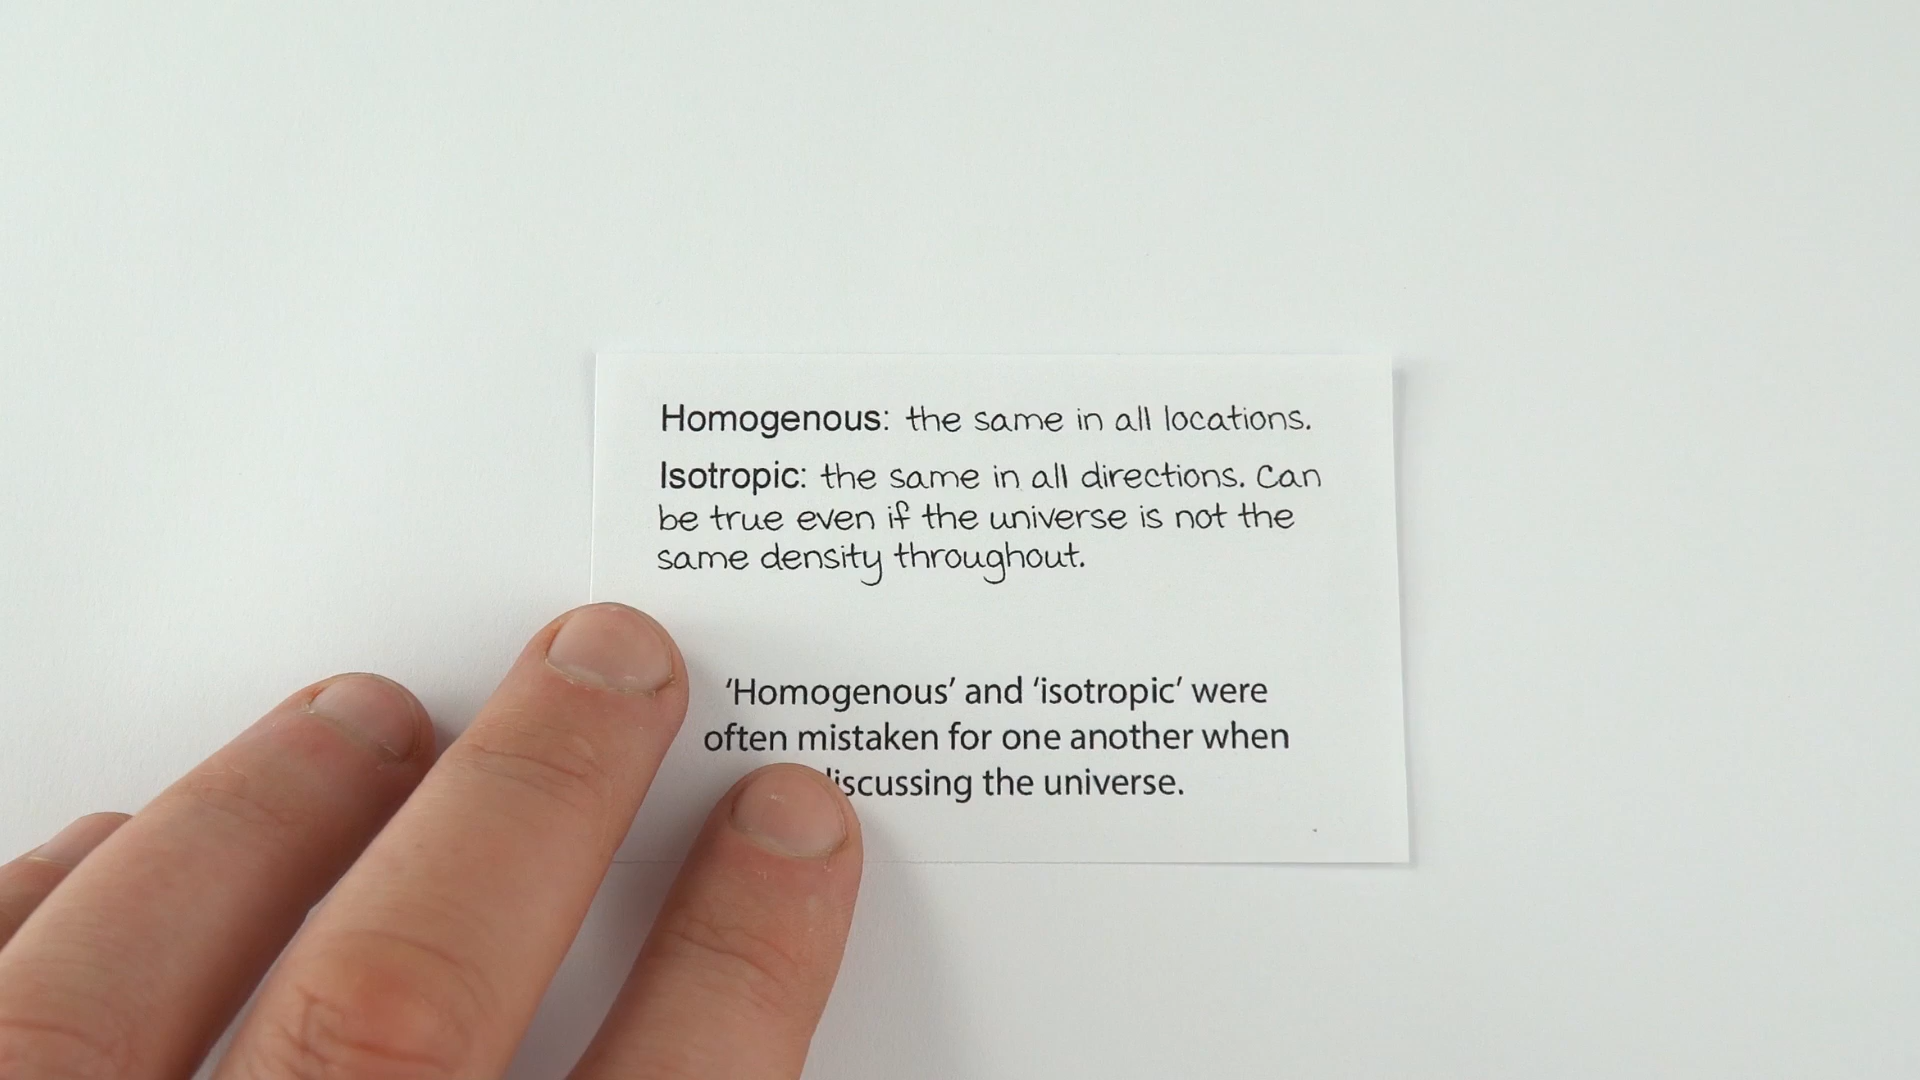 Homogenous: the same in all locations.
Isotropic: the same in all directions. Can
be true even if the universe is not the
same density throughout.
'Homogenous' and 'isotropic' were
often mistaken for one another when
the universe.